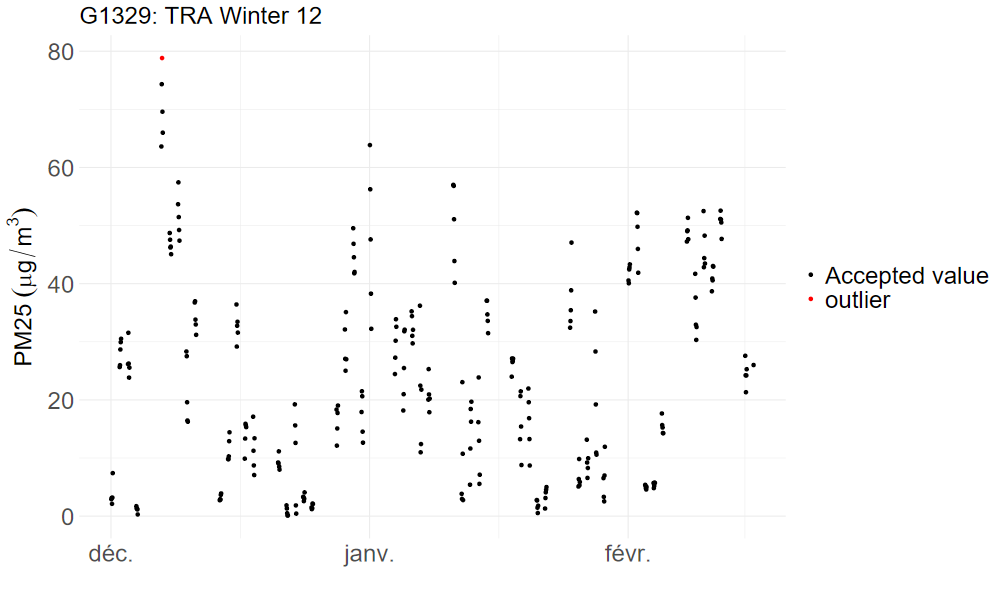 G1329: TRA Winter 12
PM25 (μg/m³)
80
60
40
20
0
déc.
janv.
févr.
Accepted value
outlier